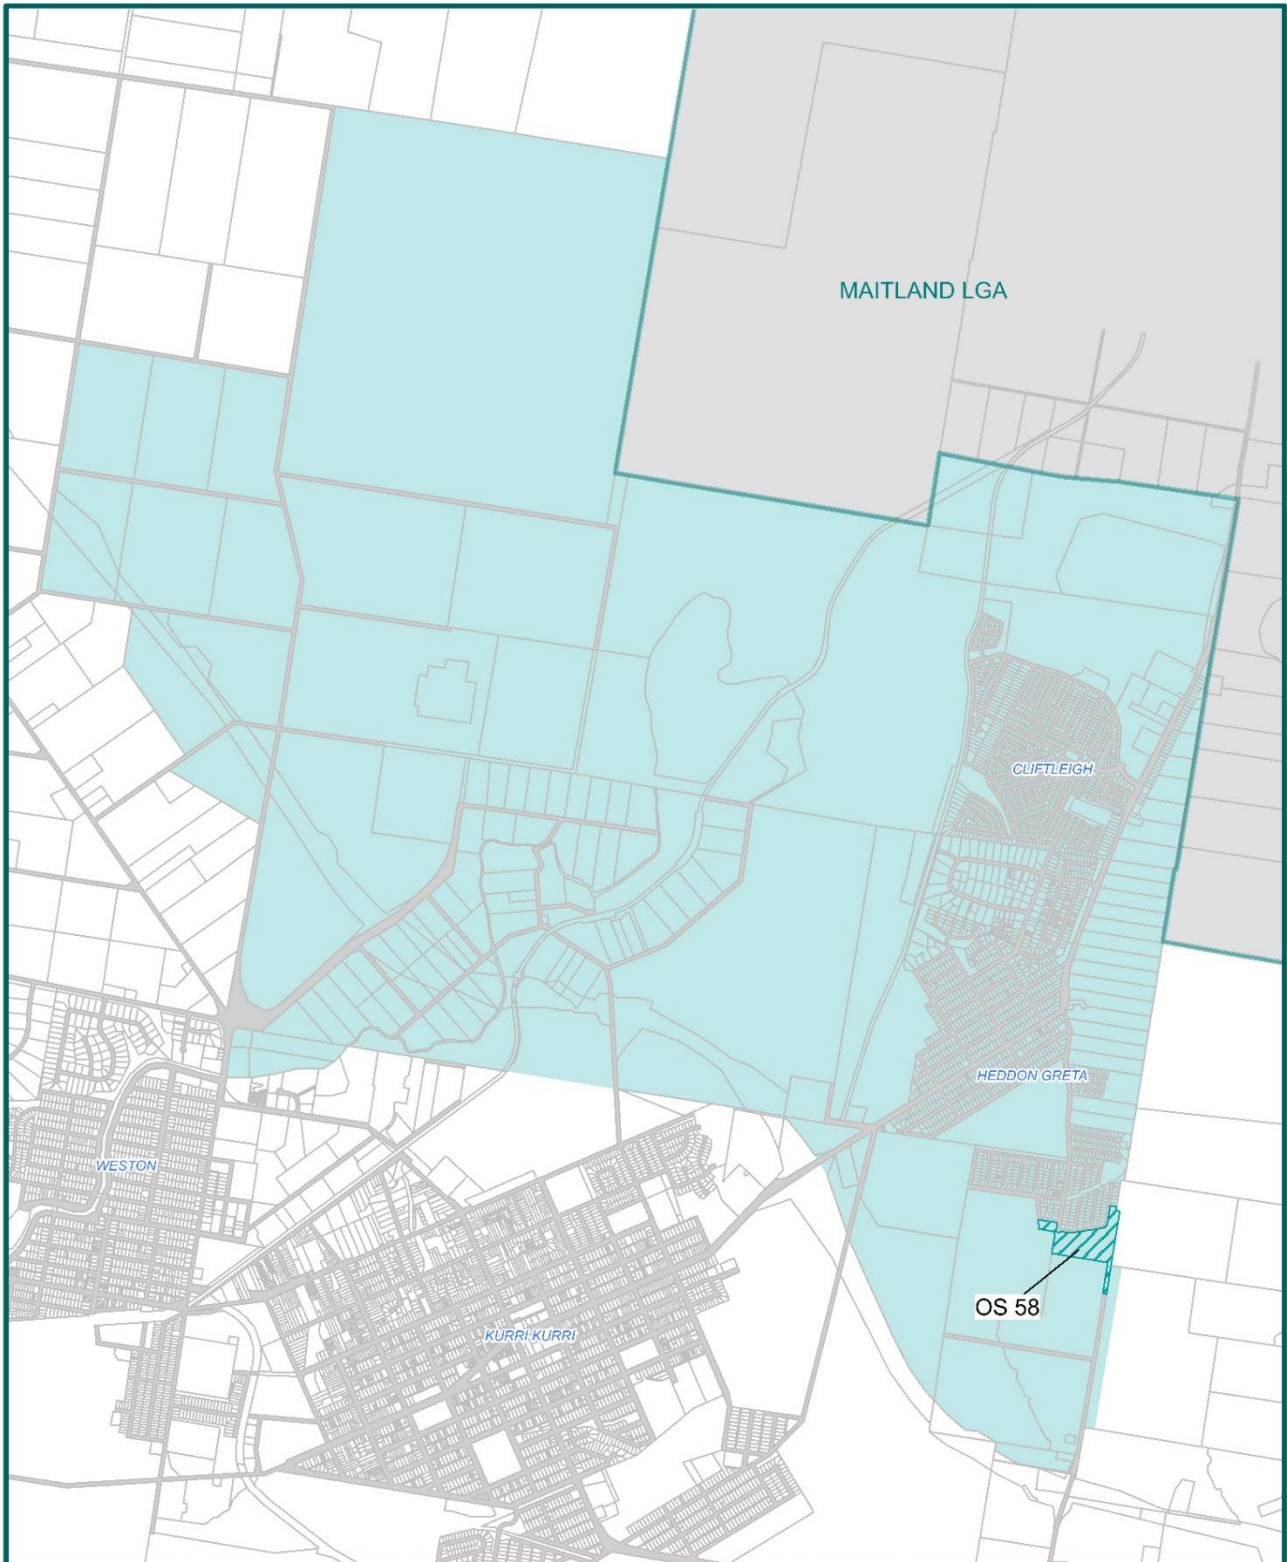 MAITLAND LGA
CLIFTLEIGH
HEDDON GRETA
WESTON
OS 58
KURRI KURRI